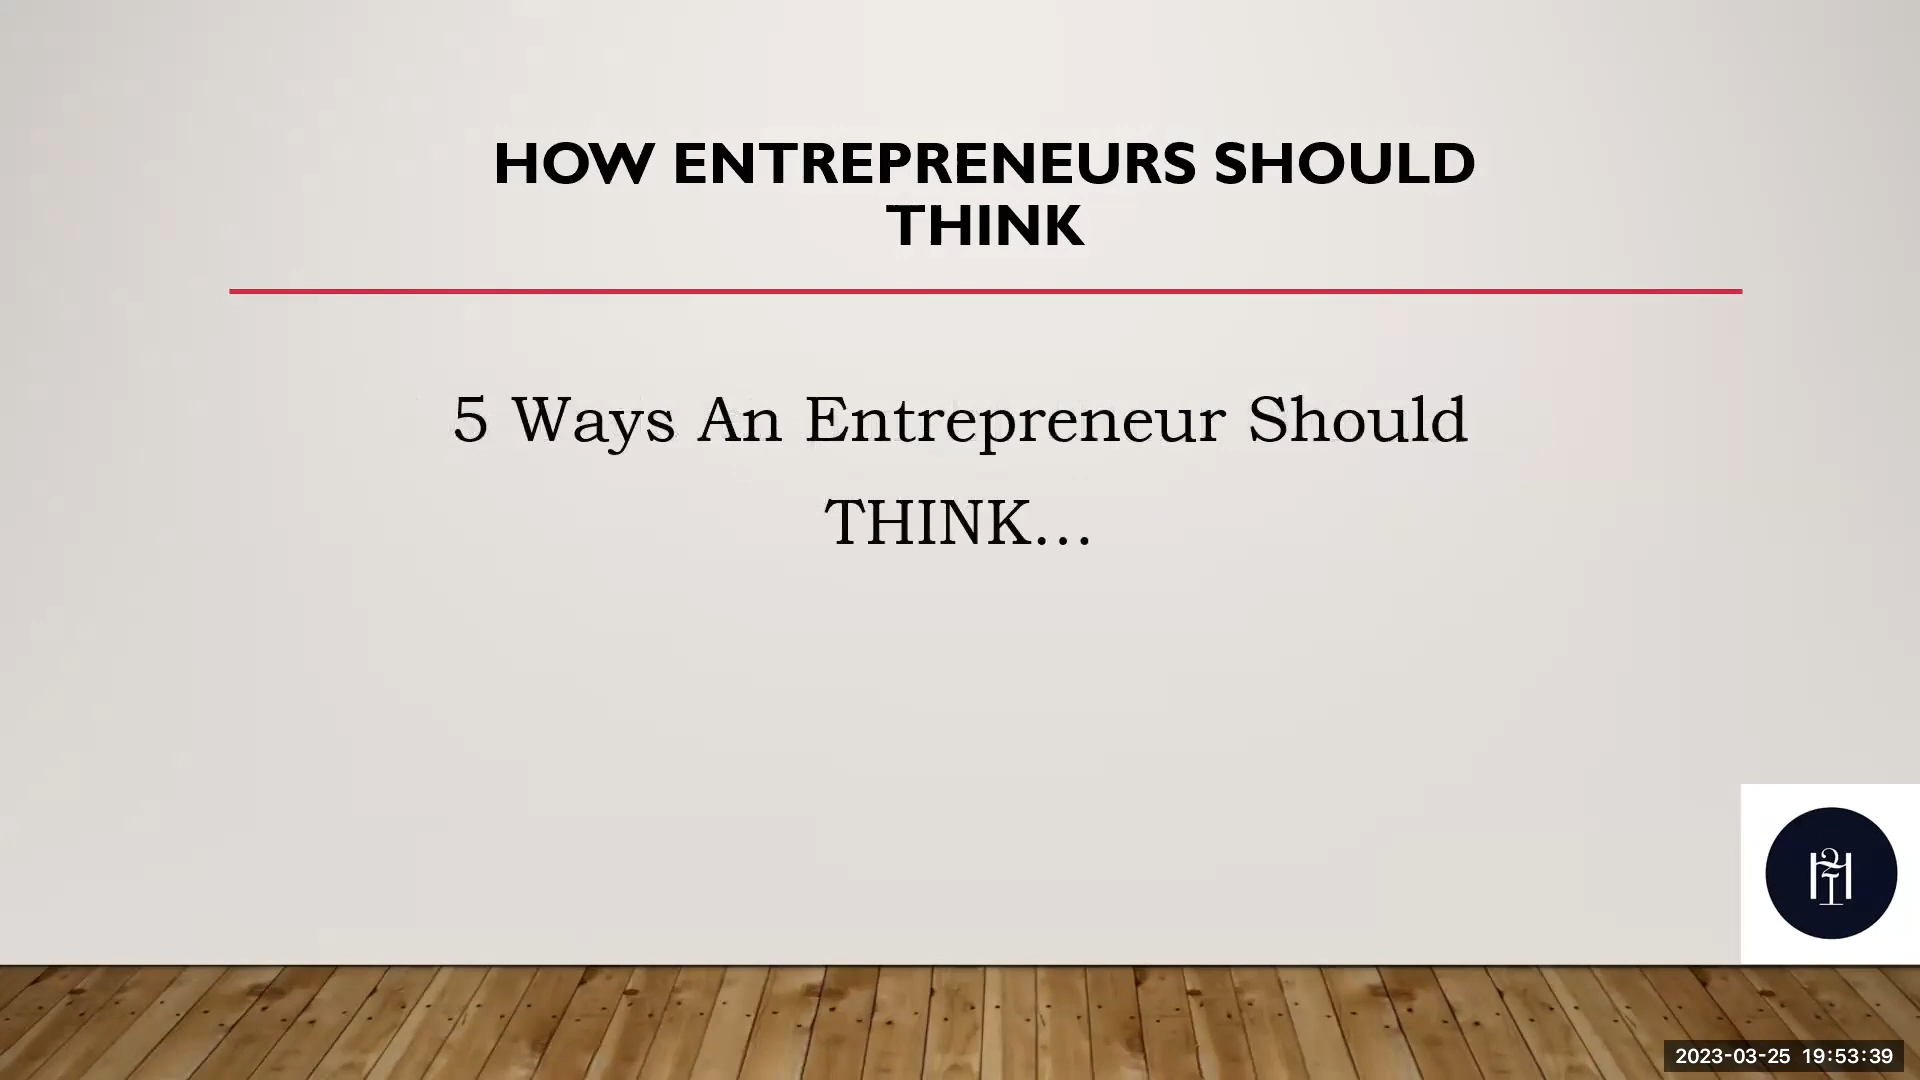 HOW ENTREPRENEURS SHOULD
THINK
5 Ways An Entrepreneur Should
THINK...
2023-03-25 19:53:39